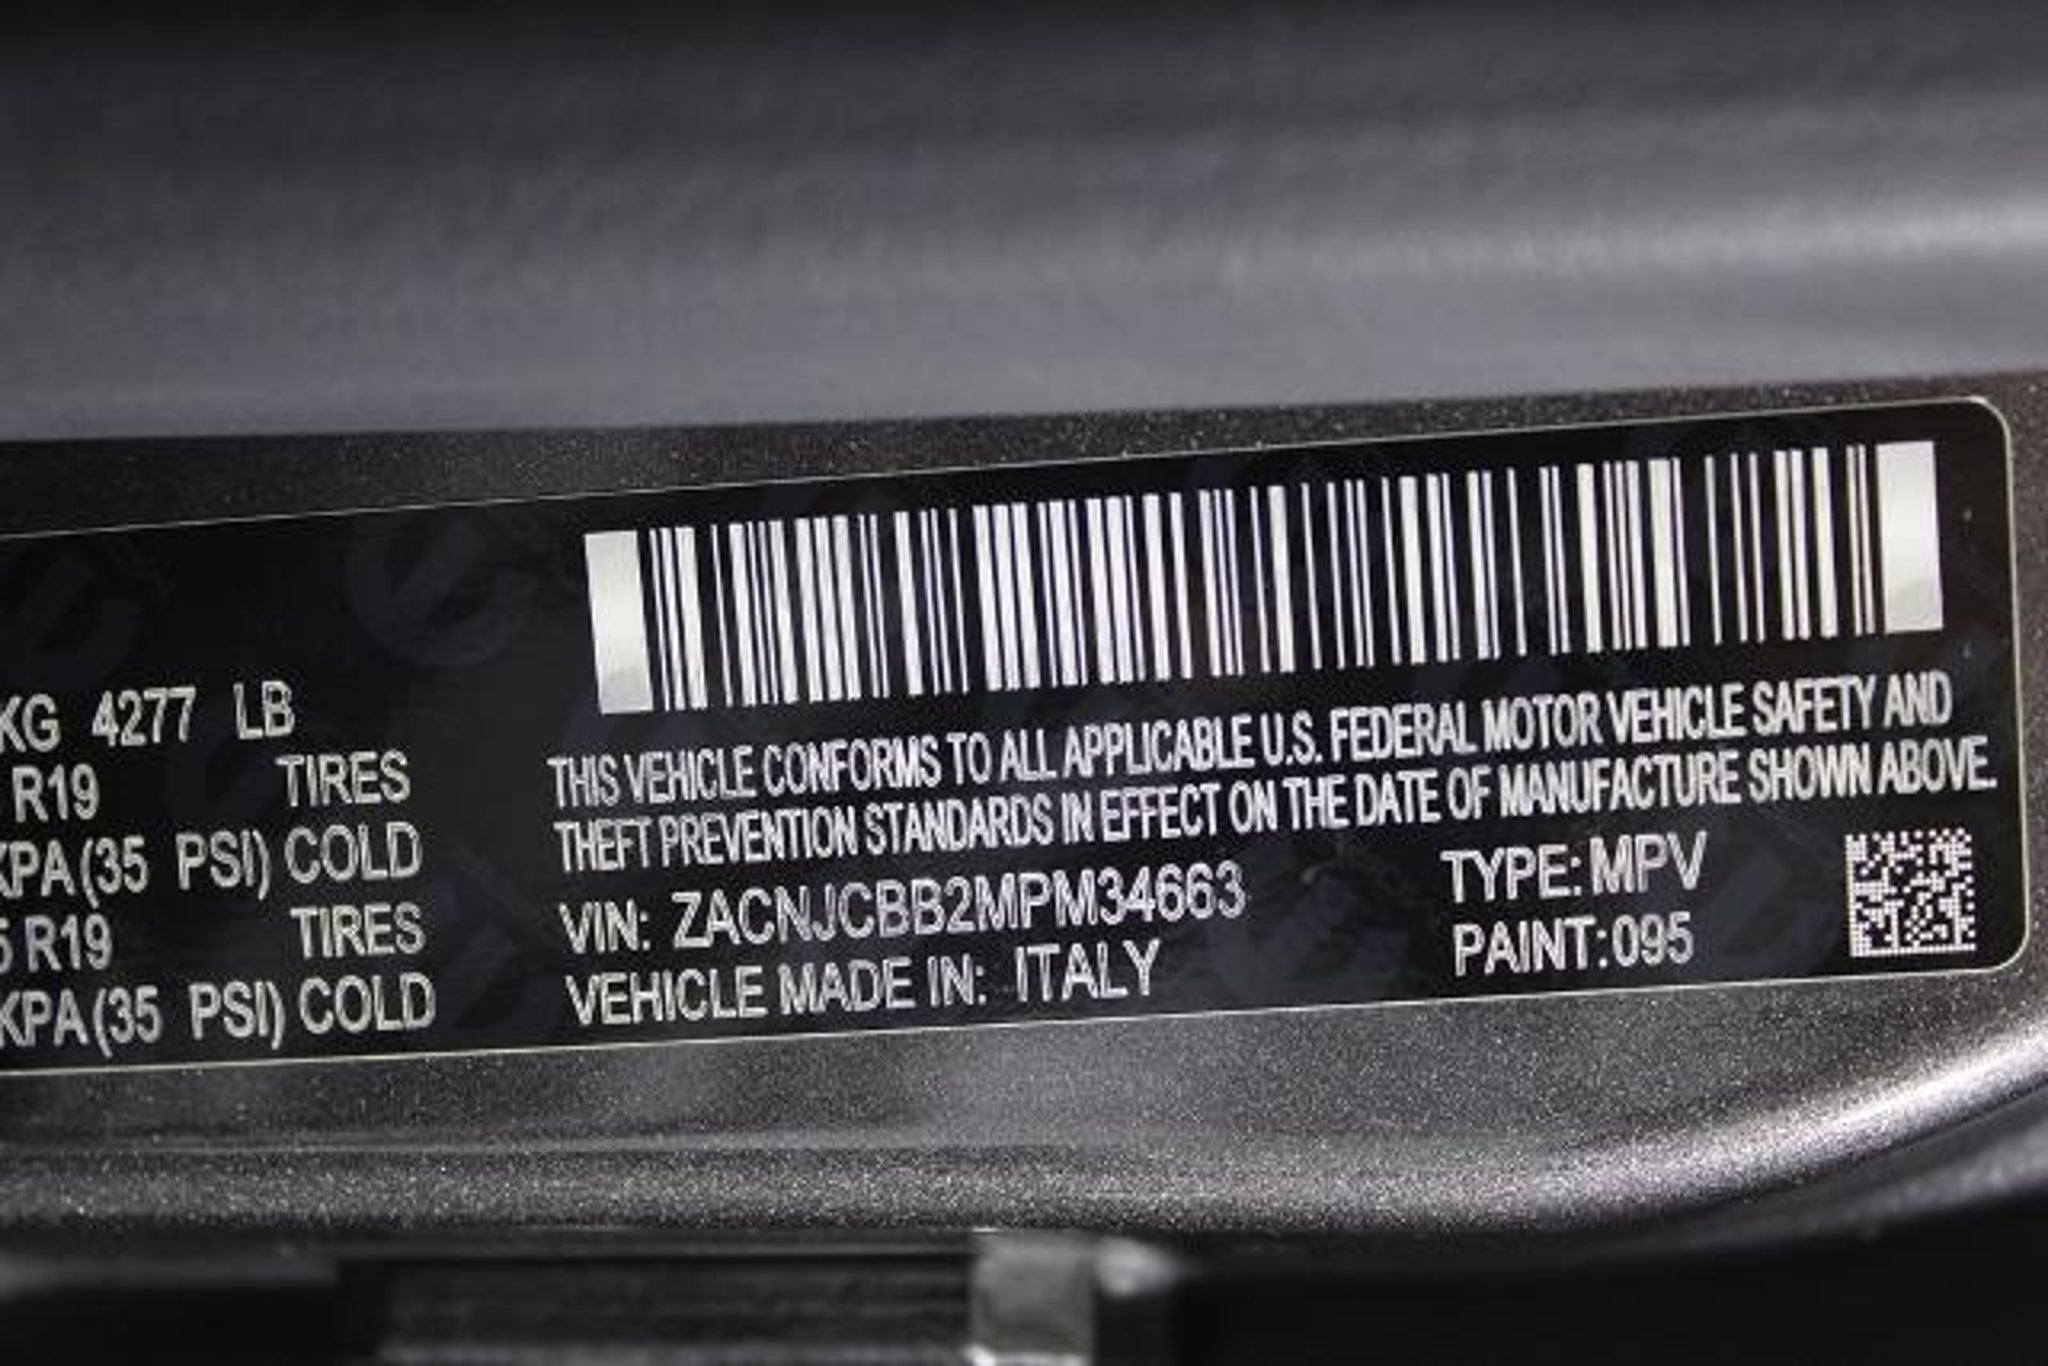 KG 4277 LB
R19 TIRES
KPA (35 PSI) COLD
5 R19 TIRES
KPA (35 PSI) COLD
THIS VEHICLE CONFORMS TO ALL APPLICABLE U.S. FEDERAL MOTOR VEHICLE SAFETY AND
THEFT PREVENTION STANDARDS IN EFFECT ON THE DATE OF MANUFACTURE SHOWN ABOVE.
VIN: ZACNJCBB2MPM34663 TYPE: MPV
VEHICLE MADE IN: ITALY PAINT: 095